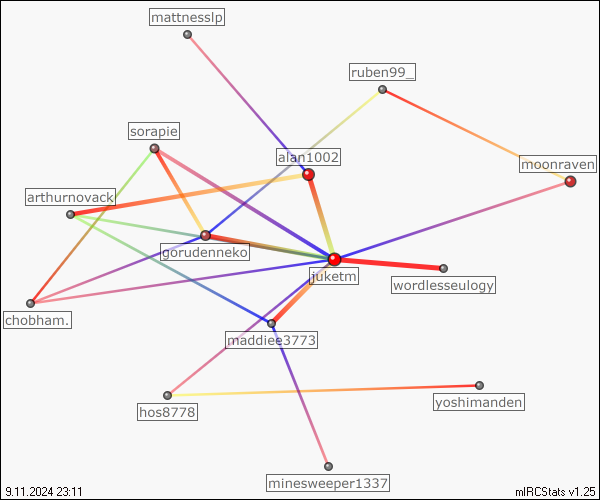 mattnesslp
ruben99_
sorapie
alan1002
moonraven
arthurnovack
gorudenneko
juketm
wordlesseulogy
chobham.
maddiee3773
yoshimanden
hos8778
minesweeper1337
9.11.2024 23:11
mIRCStats v1.25